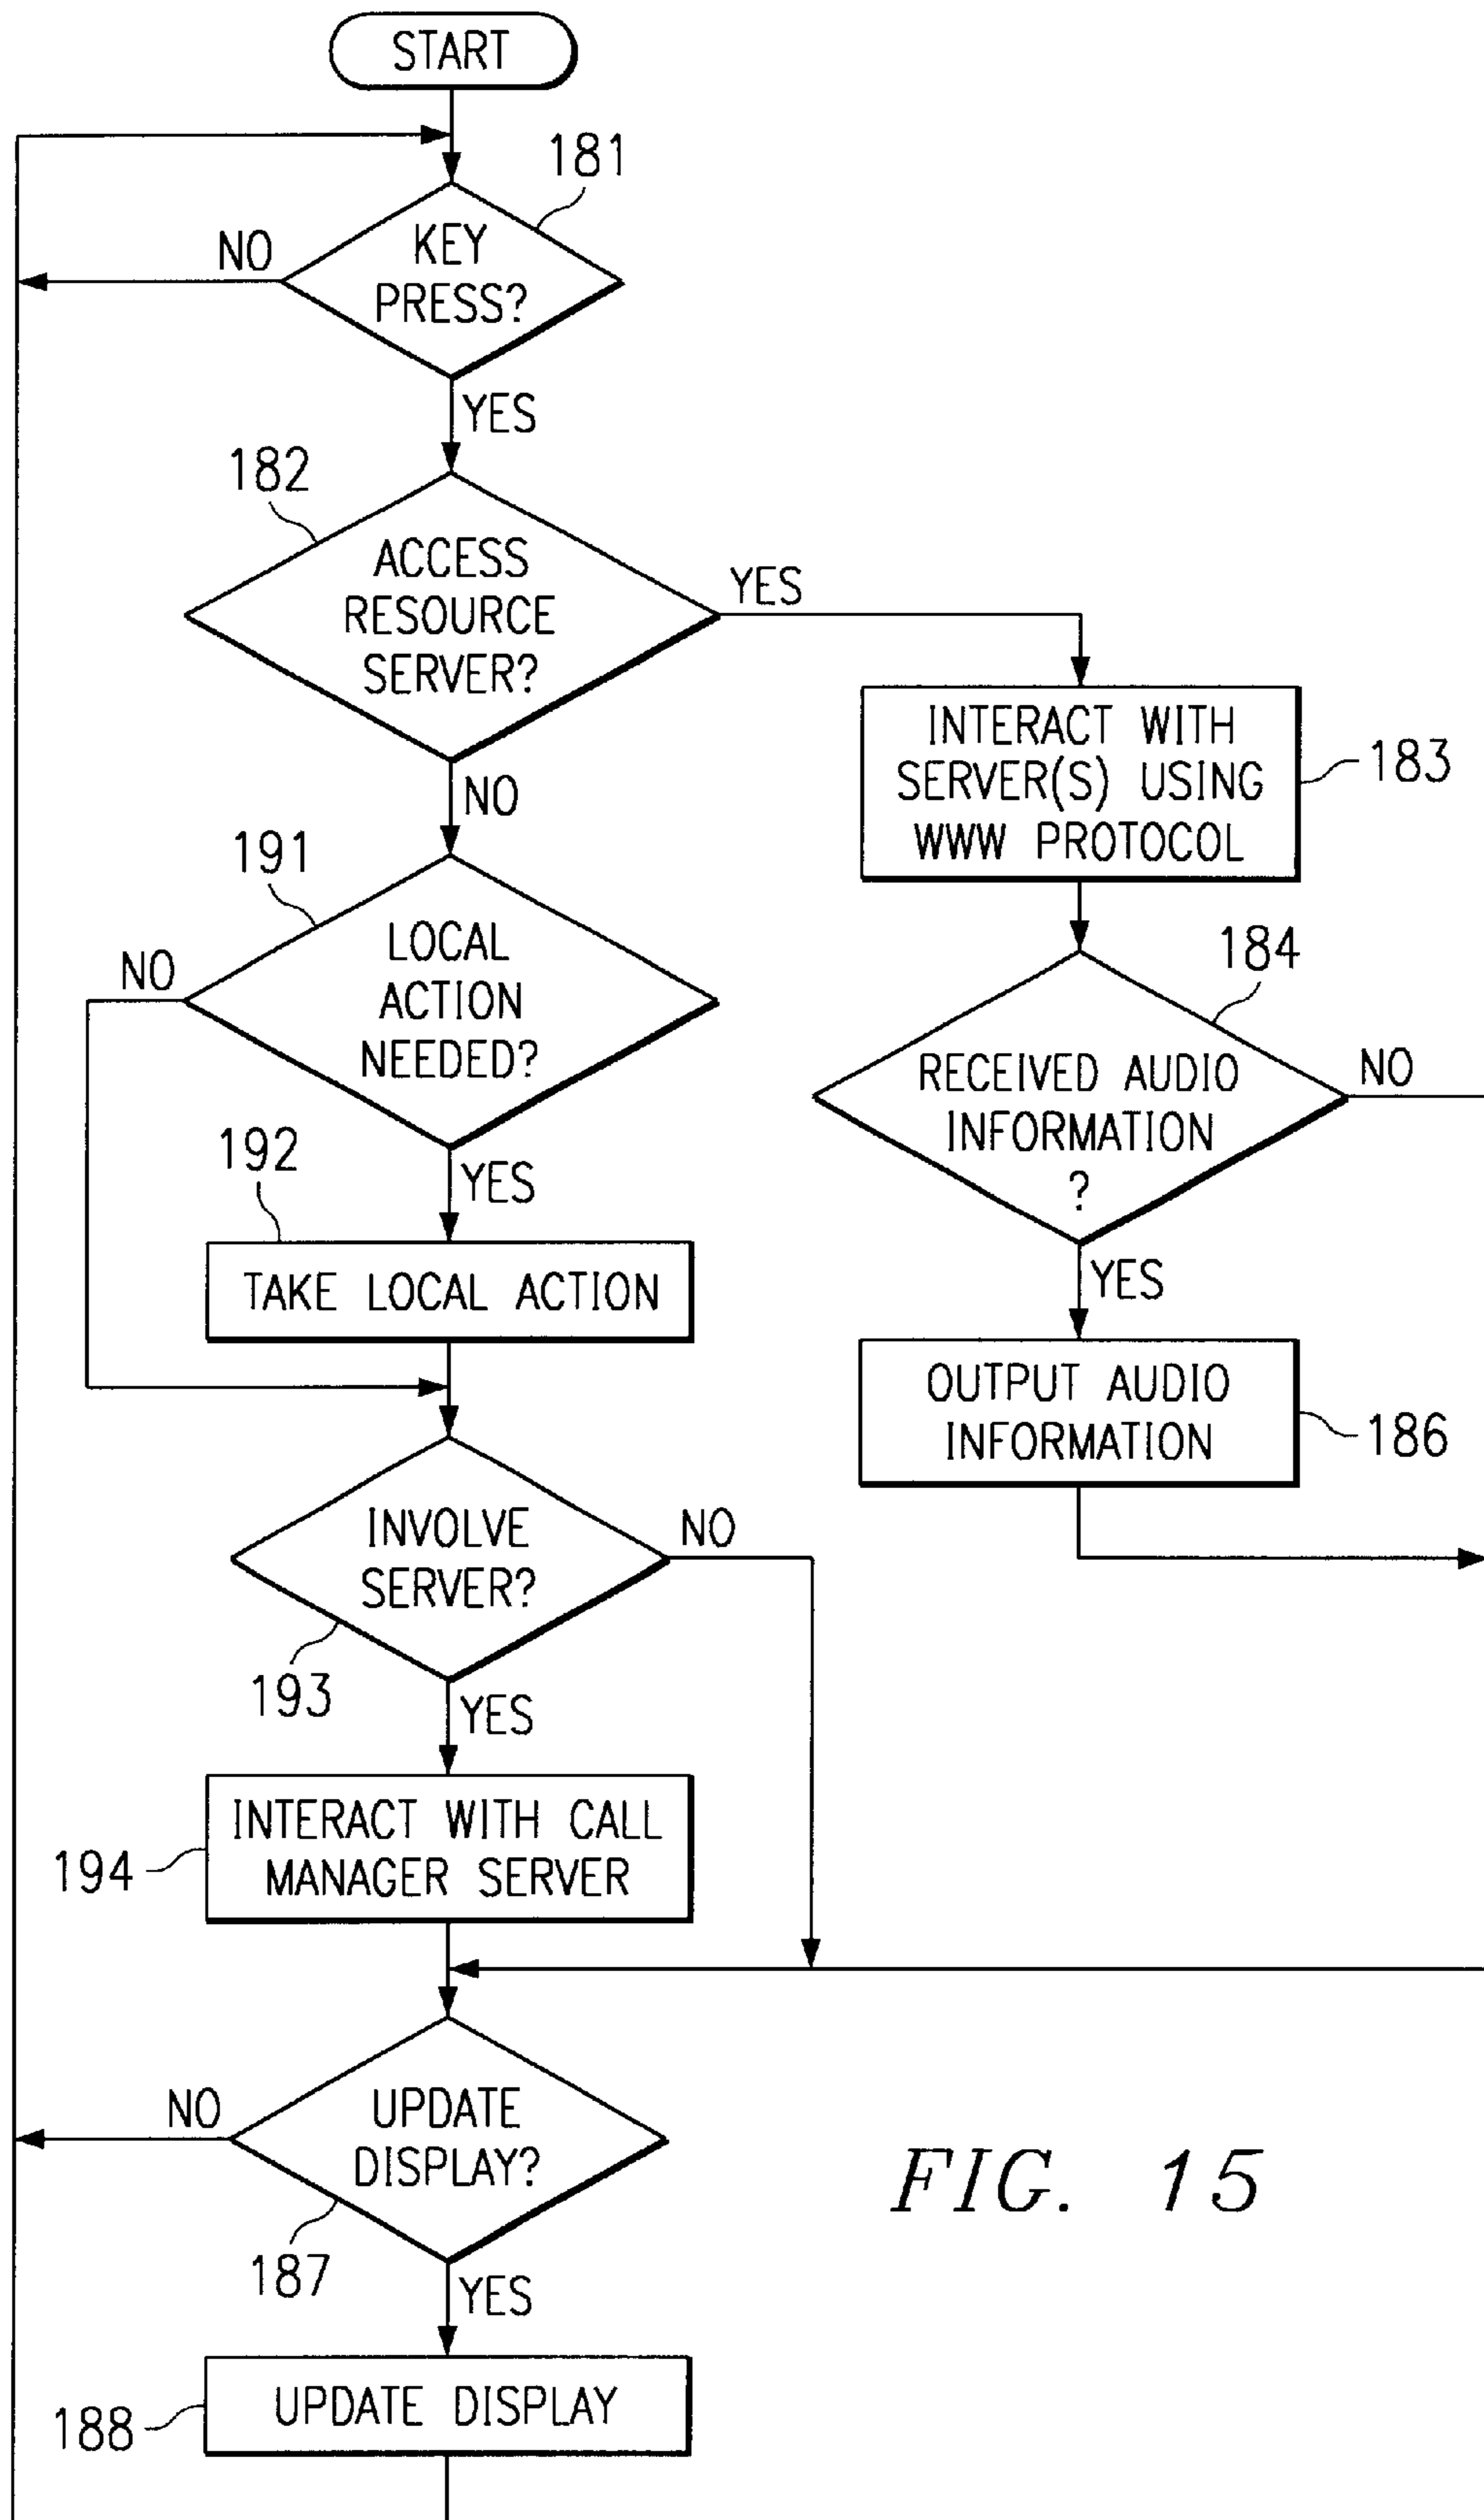 START
181
KEY
PRESS?
NO
YES
182
ACCESS
RESOURCE
SERVER?
YES
NO
INTERACT WITH
SERVER(S) USING
WWW PROTOCOL
183
191
LOCAL
ACTION
NEEDED?
NO
YES
184
RECEIVED AUDIO
INFORMATION
?
NO
YES
192
TAKE LOCAL ACTION
OUTPUT AUDIO
INFORMATION
186
INVOLVE
SERVER?
NO
193
YES
INTERACT WITH CALL
MANAGER SERVER
194
UPDATE
DISPLAY?
NO
187
YES
UPDATE DISPLAY
188
FIG. 15